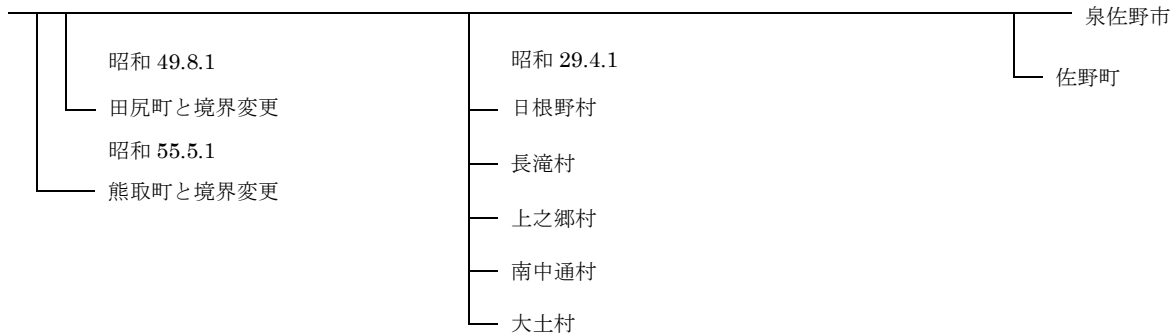 泉佐野市
佐野町
昭和 29.4.1
日根野村
長滝村
上之郷村
南中通村
大土村
昭和 49.8.1
田尻町と境界変更
昭和 55.5.1
熊取町と境界変更